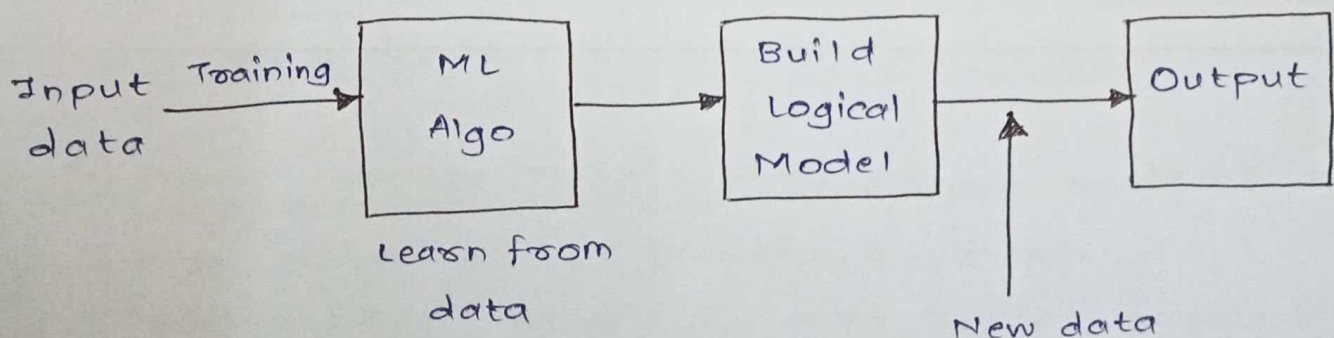 Input
data
Training
ML
Algo
Learn from
data
Build
Logical
Model
New data
Output